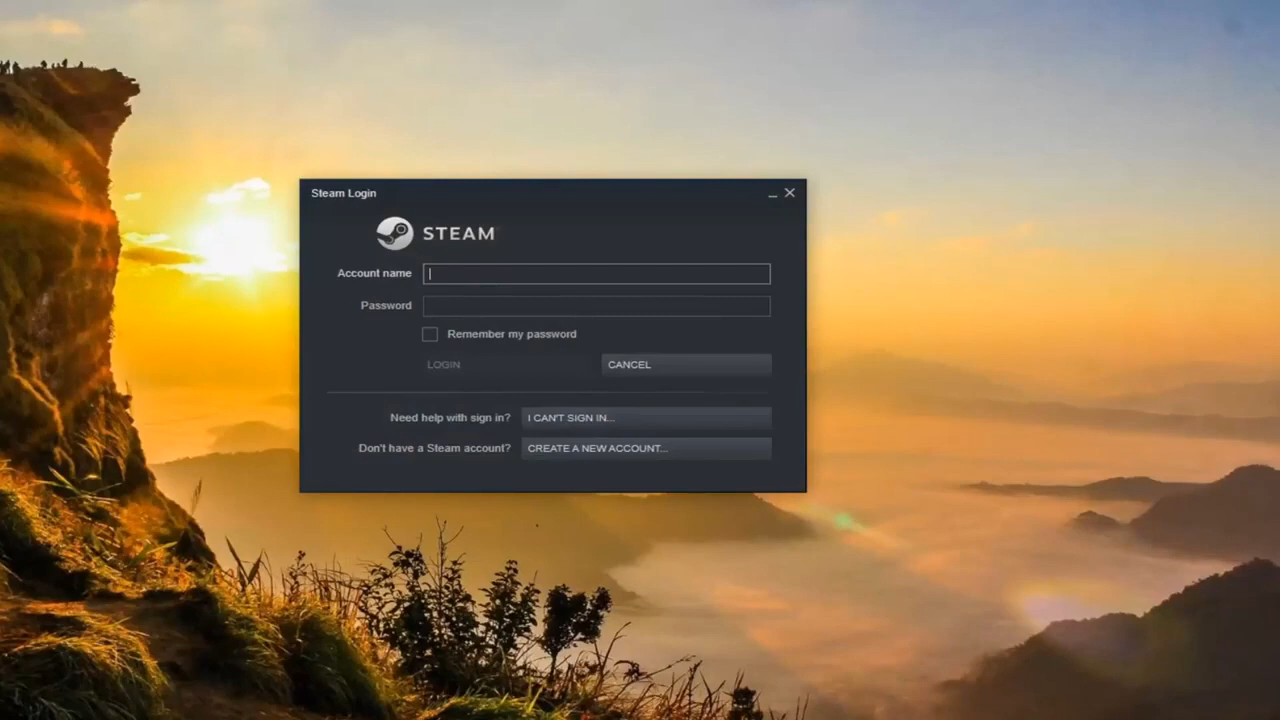 Steam Login
STEAM
Account name
Password
Remember my password
LOGIN CANCEL
Need help with sign in? I CAN'T SIGN IN...
Don't have a Steam account? CREATE A NEW ACCOUNT...